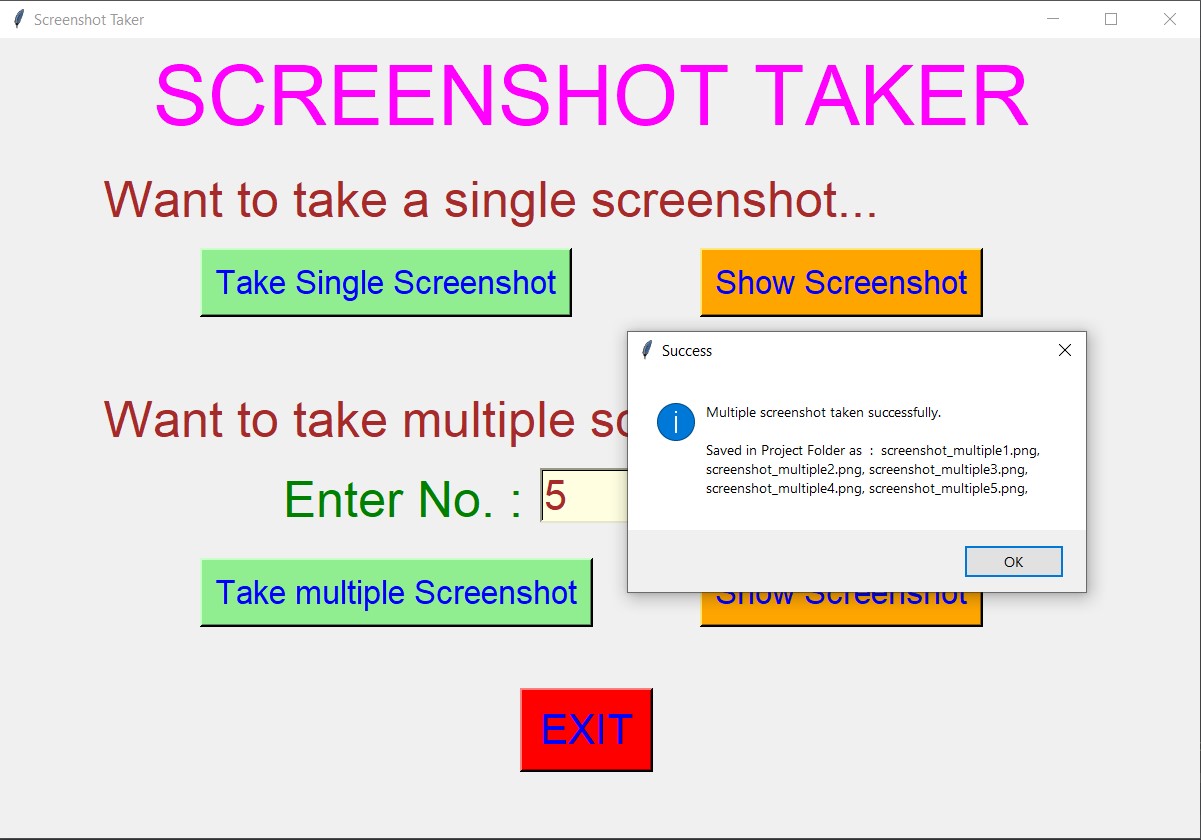 Screenshot Taker
SCREENSHOT TAKER
Want to take a single screenshot...
Take Single Screenshot
Show Screenshot
Success
Multiple screenshot taken successfully.
Saved in Project Folder as : screenshot_multiple1.png,
screenshot_multiple2.png, screenshot_multiple3.png,
screenshot_multiple4.png, screenshot_multiple5.png,
OK
Want to take multiple
Enter No. : 5
Take multiple Screenshot
Show Screenshot
EXIT